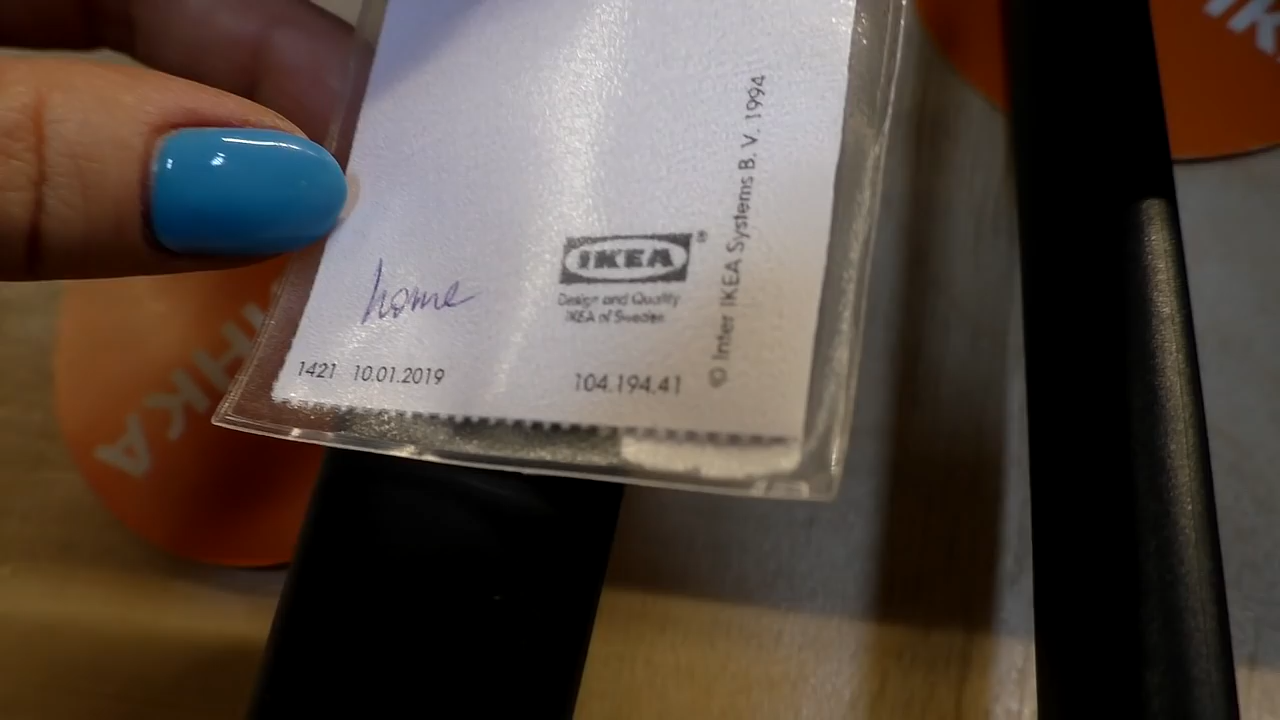 © Inter IKEA Systems B. V. 1994
IKEA®
Design and Quality
IKEA of Sweden
home
1421 10.01.2019
104.194.41